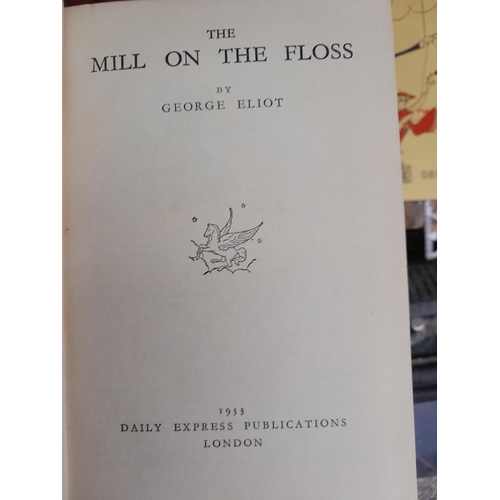 THE
MILL ON THE FLOSS
BY
GEORGE ELIOT
1933
DAILY EXPRESS PUBLICATIONS
LONDON